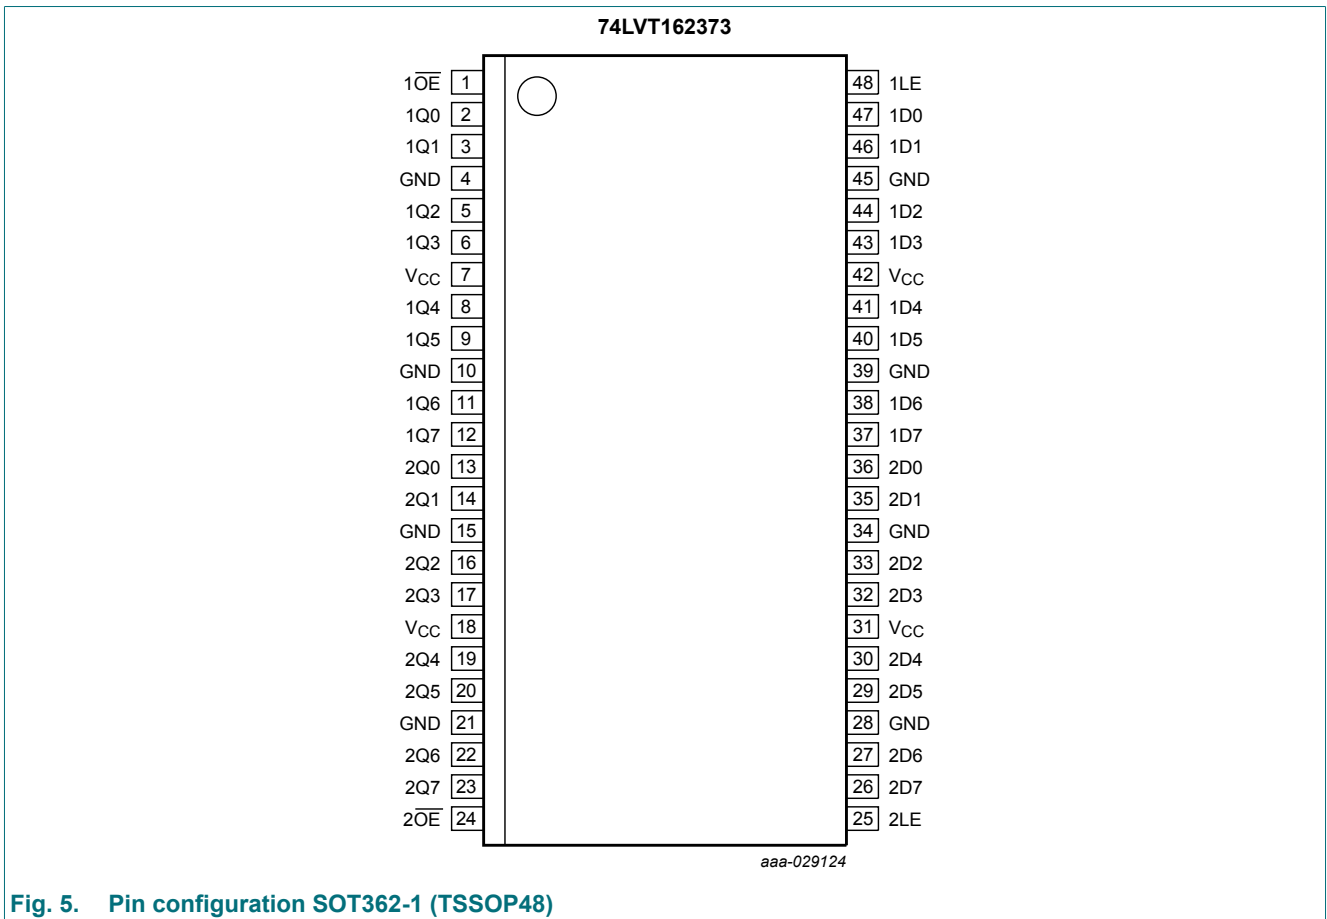 74LVT162373
1OE 1 48 1LE
1Q0 2 47 1D0
1Q1 3 46 1D1
GND 4 45 GND
1Q2 5 44 1D2
1Q3 6 43 1D3
VCC 7 42 VCC
1Q4 8 41 1D4
1Q5 9 40 1D5
GND 10 39 GND
1Q6 11 38 1D6
1Q7 12 37 1D7
2Q0 13 36 2D0
2Q1 14 35 2D1
GND 15 34 GND
2Q2 16 33 2D2
2Q3 17 32 2D3
VCC 18 31 VCC
2Q4 19 30 2D4
2Q5 20 29 2D5
GND 21 28 GND
2Q6 22 27 2D6
2Q7 23 26 2D7
2OE 24 25 2LE
aaa-029124
Fig. 5. Pin configuration SOT362-1 (TSSOP48)